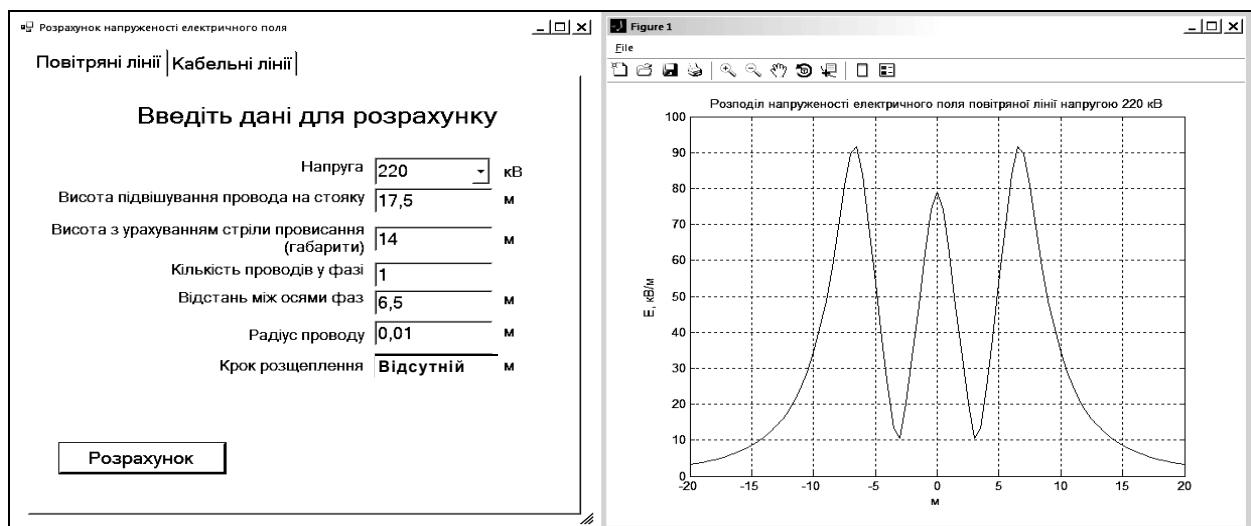 Розрахунок напруженості електричного поля
Повітряні лінії Кабельні лінії
Введіть дані для розрахунку
Напруга 220 кВ
Висота підвішування провода на стояку 17,5 м
Висота з урахуванням стріли провисання
(габарити) 14 м
Кількість проводів у фазі 1
Відстань між осями фаз 6,5 м
Радіус проводу 0,01 м
Крок розщеплення Відсутній м
Розрахунок
Figure 1
File
Розподіл напруженості електричного поля повітряної лінії напругою 220 кВ
100
90
80
70
60
50
40
30
20
10
0
E, кВ/м
-20 -15 -10 -5 0 5 10 15 20
м